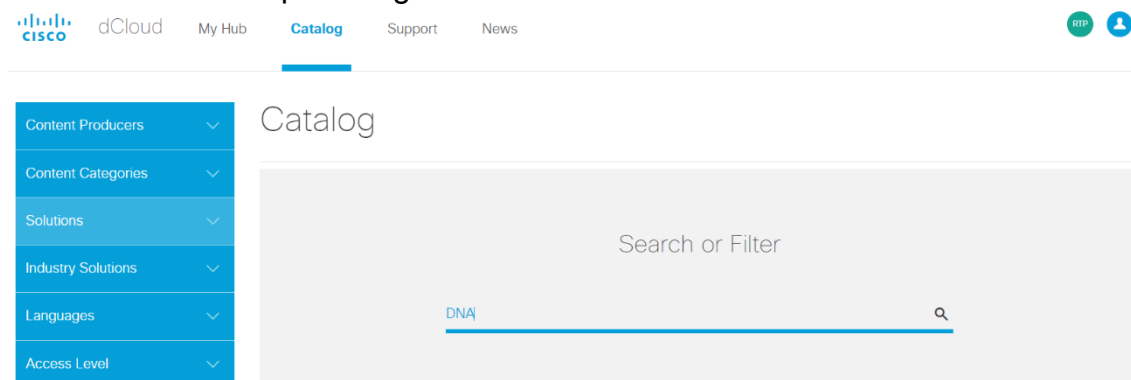 cisco dCloud My Hub Catalog Support News RTP
Catalog
Content Producers
Content Categories
Solutions
Industry Solutions
Languages
Access Level
Search or Filter
DNA